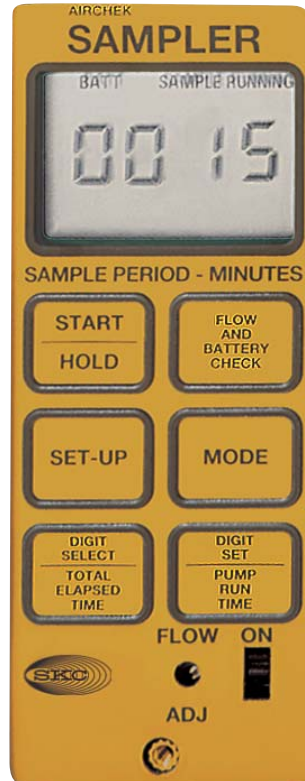 AIRCHEK
SAMPLER
BATT SAMPLE RUNNING
0015
SAMPLE PERIOD - MINUTES
START
HOLD
FLOW
AND
BATTERY
CHECK
SET-UP
MODE
DIGIT
SELECT
TOTAL
ELAPSED
TIME
DIGIT
SET
PUMP
RUN
TIME
FLOW ON
SKC
ADJ